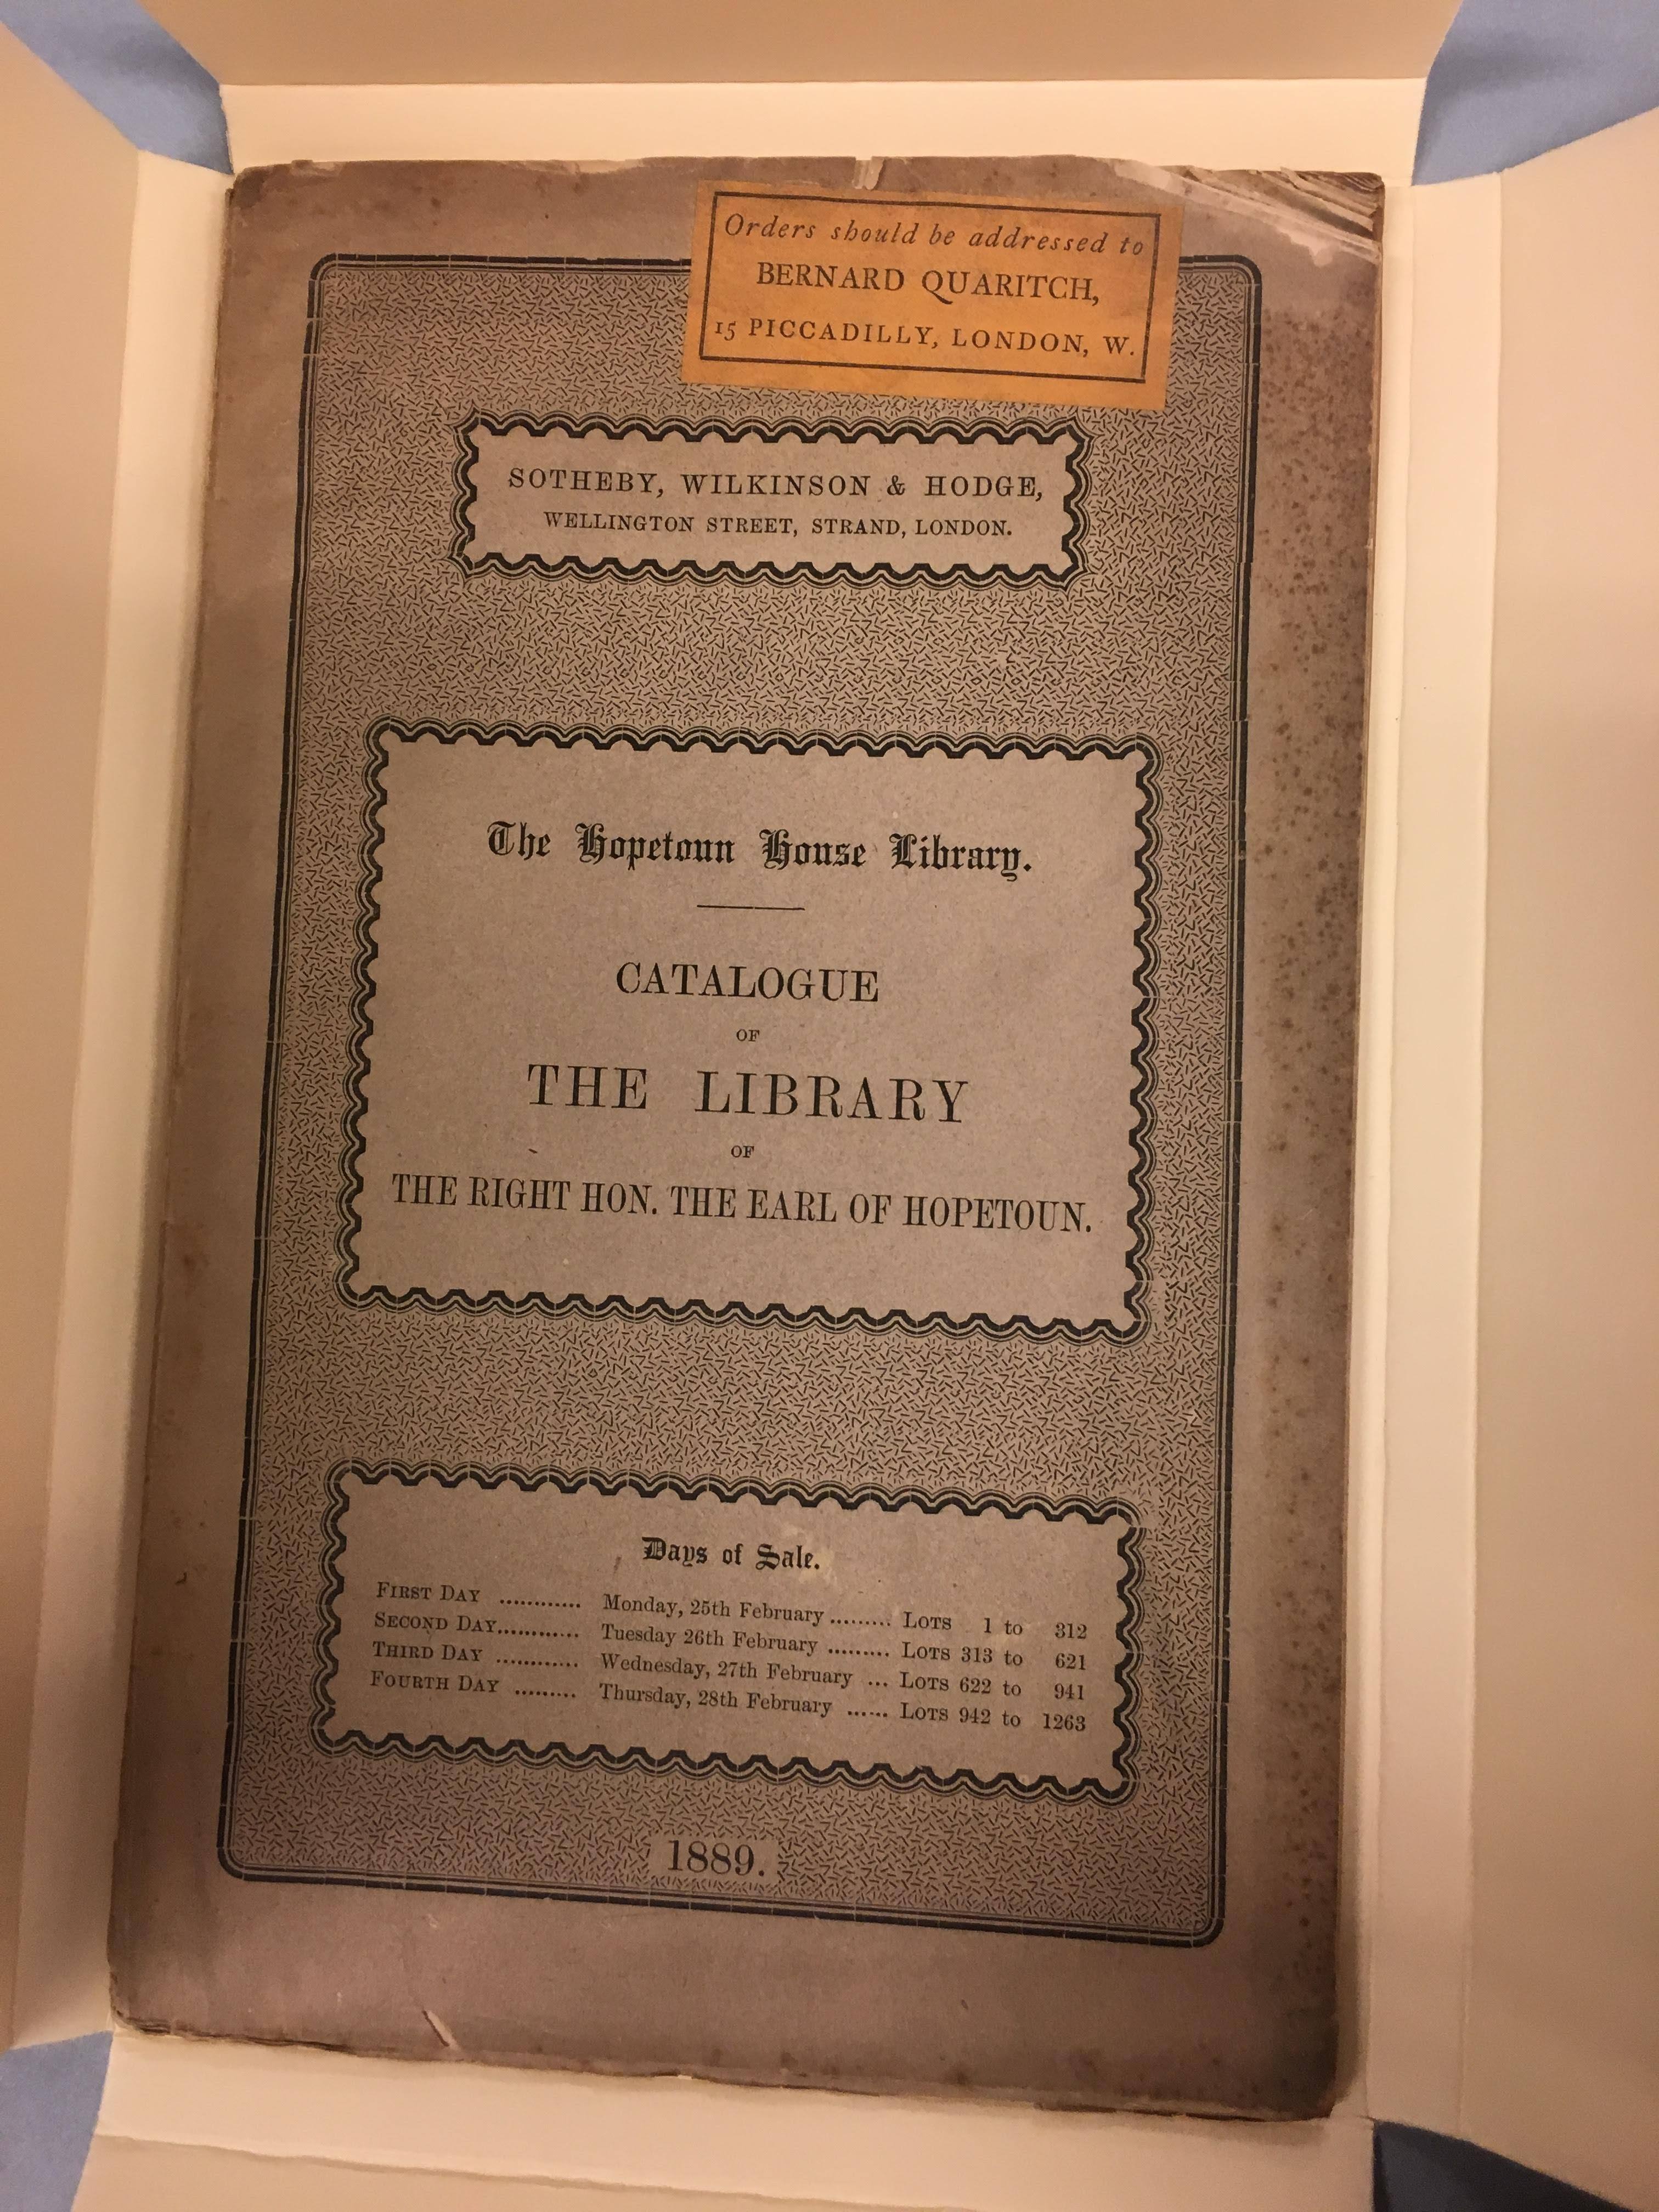 Orders should be addressed to
BERNARD QUARITCH,
15 PICCADILLY, LONDON, W.
SOTHEBY, WILKINSON & HODGE,
WELLINGTON STREET, STRAND, LONDON.
The Hopetoun House Library.
CATALOGUE
OF
THE LIBRARY
OF
THE RIGHT HON. THE EARL OF HOPETOUN.
Days of Sale.
FIRST DAY ............ Monday, 25th February ......... LOTS 1 to 312
SECOND DAY............ Tuesday 26th February ......... LOTS 313 to 621
THIRD DAY ............ Wednesday, 27th February ... LOTS 622 to 941
FOURTH DAY ......... Thursday, 28th February ...... LOTS 942 to 1263
1889.